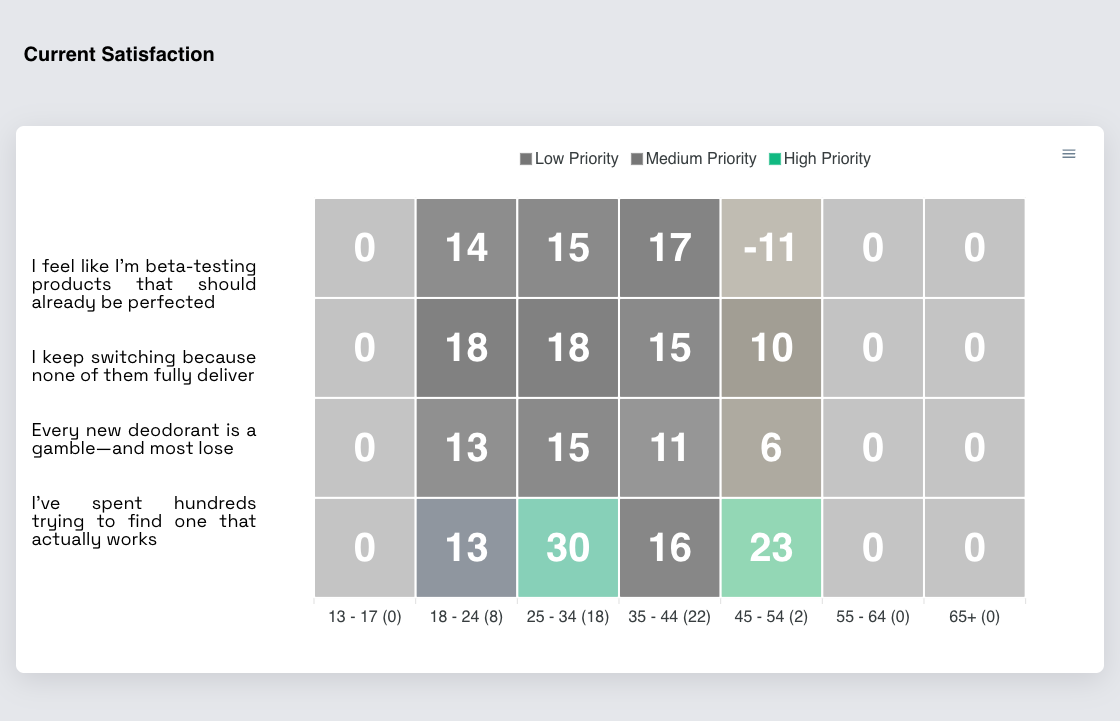 Current Satisfaction
Low Priority Medium Priority High Priority
I feel like I'm beta-testing
products that should
already be perfected
I keep switching because
none of them fully deliver
Every new deodorant is a
gamble—and most lose
I've spent hundreds
trying to find one that
actually works
0 14 15 17 -11 0 0
0 18 18 15 10 0 0
0 13 15 11 6 0 0
0 13 30 16 23 0 0
13 - 17 (0) 18 - 24 (8) 25 - 34 (18) 35 - 44 (22) 45 - 54 (2) 55 - 64 (0) 65+ (0)